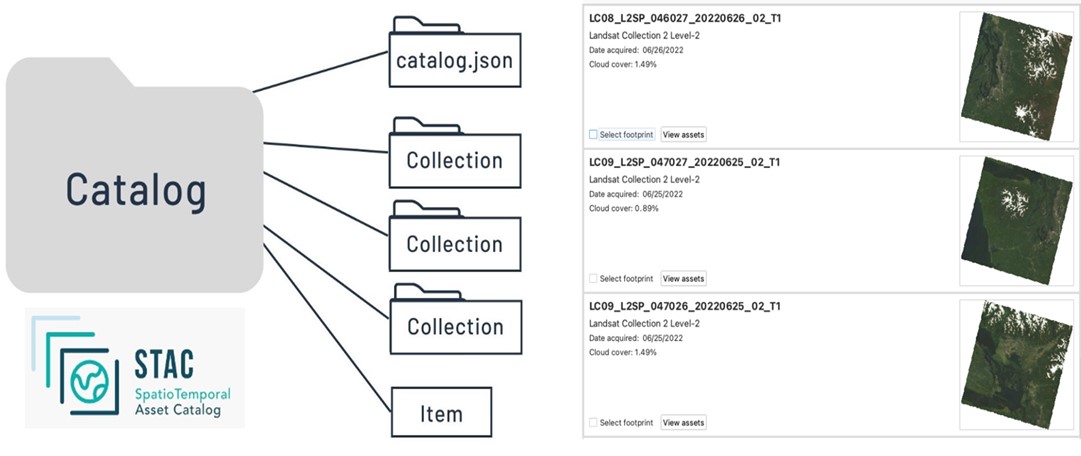 Catalog
catalog.json
Collection
Collection
Collection
Item
STAC
SpatioTemporal
Asset Catalog
LC08_L2SP_046027_20220626_02_T1
Landsat Collection 2 Level-2
Date acquired: 06/26/2022
Cloud cover: 1.49%
Select footprint View assets
LC09_L2SP_047027_20220625_02_T1
Landsat Collection 2 Level-2
Date acquired: 06/25/2022
Cloud cover: 0.89%
Select footprint View assets
LC09_L2SP_047026_20220625_02_T1
Landsat Collection 2 Level-2
Date acquired: 06/25/2022
Cloud cover: 1.49%
Select footprint View assets